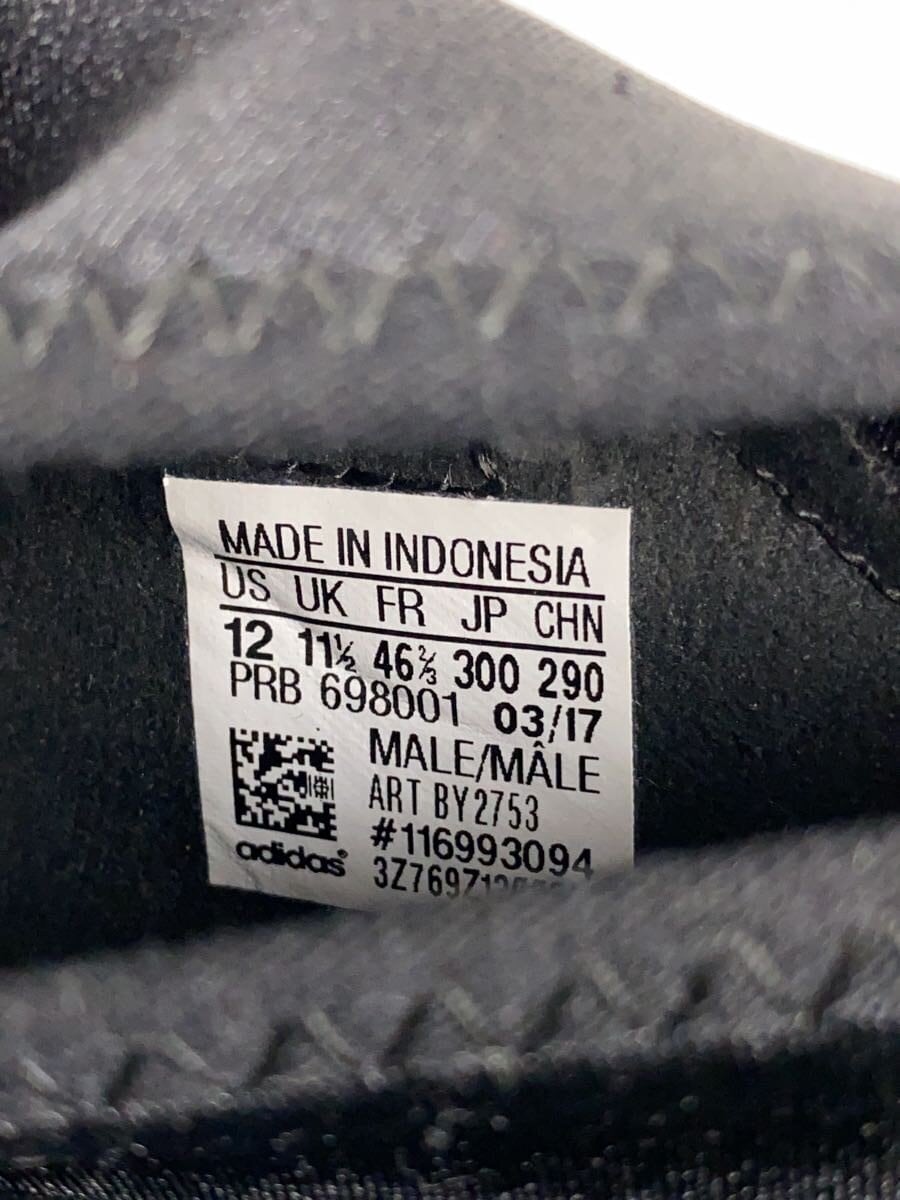 MADE IN INDONESIA
US UK FR JP CHN
12 11½ 46⅔ 300 290
PRB 698001 03/17
MALE/MÂLE
ART BY2753
#116993094
adidas®